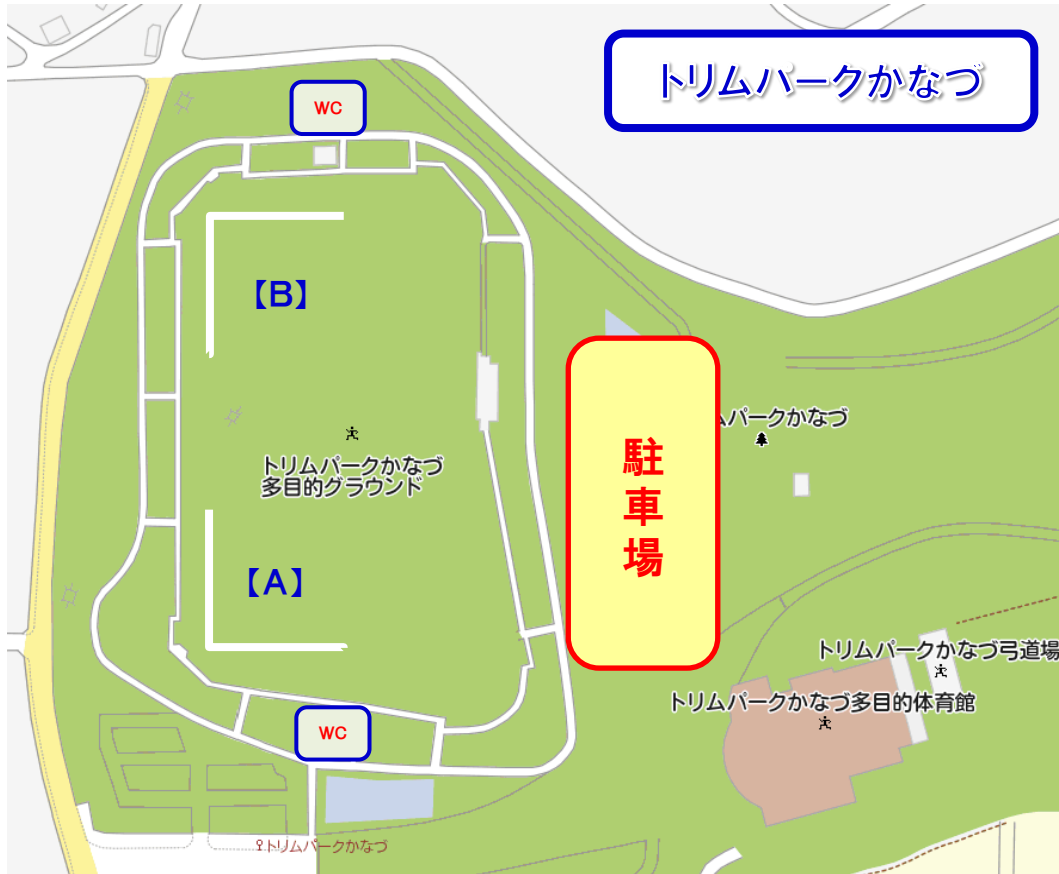 トリムパークかなづ
WC
【B】
ムパークかなづ
駐車場
トリムパークかなづ
多目的グラウンド
【A】
トリムパークかなづ弓道場
トリムパークかなづ多目的体育館
WC
トリムパークかなづ